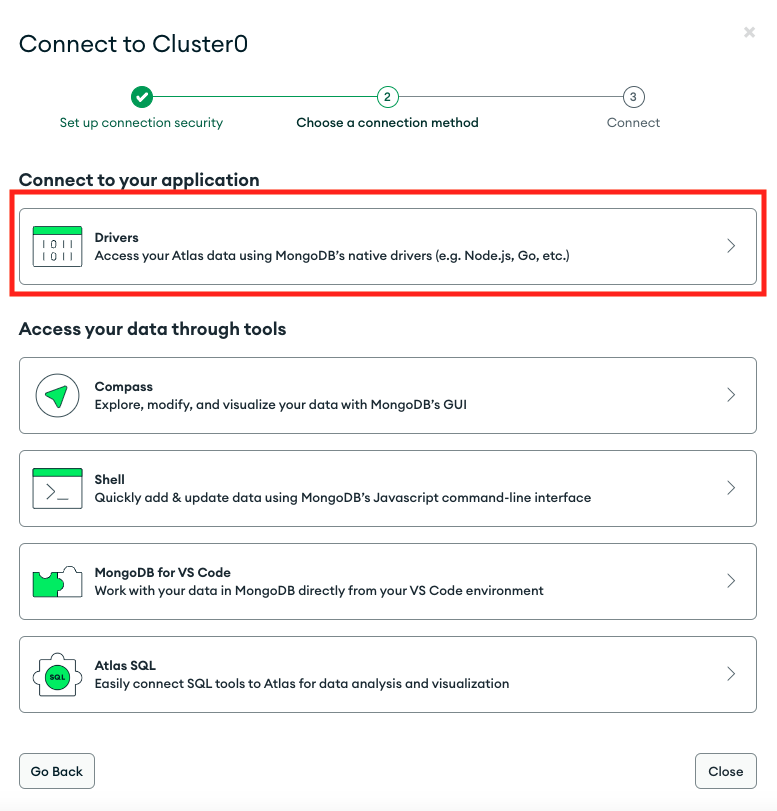 Connect to Cluster0
2
3
Set up connection security
Choose a connection method
Connect
Connect to your application
1011
1011
Drivers
Access your Atlas data using MongoDB's native drivers (e.g. Node.js, Go, etc.)
Access your data through tools
Compass
Explore, modify, and visualize your data with MongoDB's GUI
>_
Shell
Quickly add & update data using MongoDB's Javascript command-line interface
MongoDB for VS Code
Work with your data in MongoDB directly from your VS Code environment
SQL
Atlas SQL
Easily connect SQL tools to Atlas for data analysis and visualization
Go Back
Close